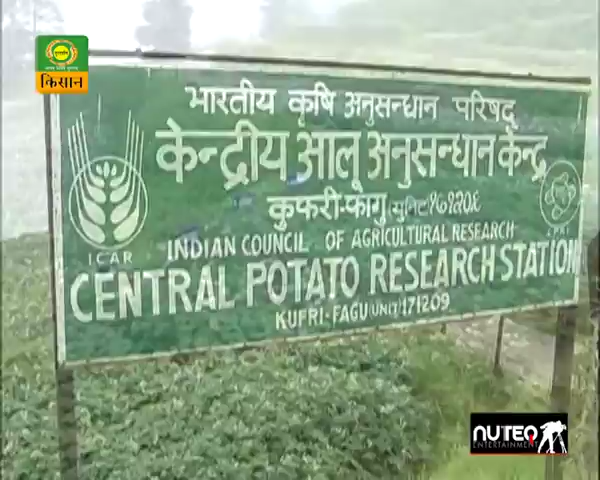 किसान
भारतीय कृषि अनुसन्धान परिषद्
केन्द्रीय आलू अनुसन्धान केन्द्र
कुफरी-फागु युनिट १७१२०९
ICAR
CPRI
INDIAN COUNCIL OF AGRICULTURAL RESEARCH
CENTRAL POTATO RESEARCH STATION
KUFRI-FAGU (UNIT) 171209
NUTEQ
ENTERTAINMENT